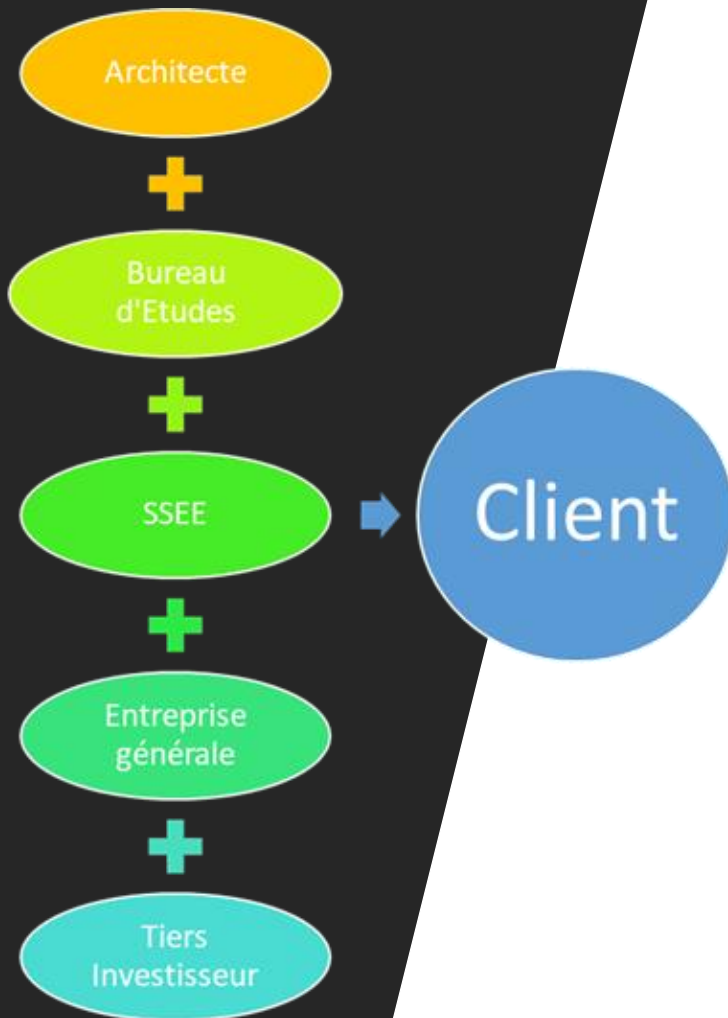 Architecte
Bureau
d'Etudes
SSEE
Client
Entreprise
générale
Tiers
Investisseur